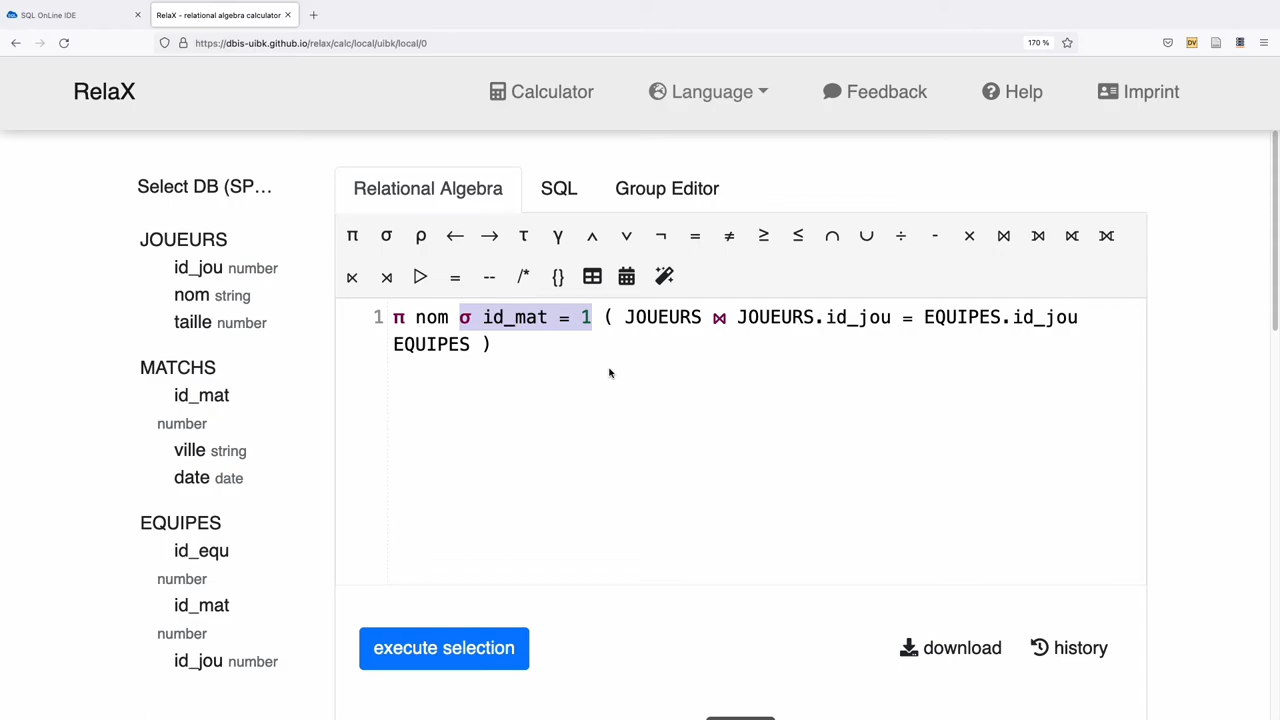 SQL OnLine IDE
RelaX - relational algebra calculator
https://dbis-uibk.github.io/relax/calc/local/uibk/local/0
170 %
DV
RelaX
Calculator
Language
Feedback
Help
Imprint
Select DB (SP...
JOUEURS
id_jou number
nom string
taille number
MATCHS
id_mat
number
ville string
date date
EQUIPES
id_equ
number
id_mat
number
id_jou number
Relational Algebra
SQL
Group Editor
π σ ρ ← → τ γ ∧ ∨ ¬ = ≠ ≥ ≤ ∩ ∪ ÷ - ⨯ ⨝ ⟕ ⟖ ⟗
⋉ ⋊ ▷ = -- /* {}
1 π nom σ id_mat = 1 ( JOUEURS ⨝ JOUEURS.id_jou = EQUIPES.id_jou
EQUIPES )
execute selection
download
history